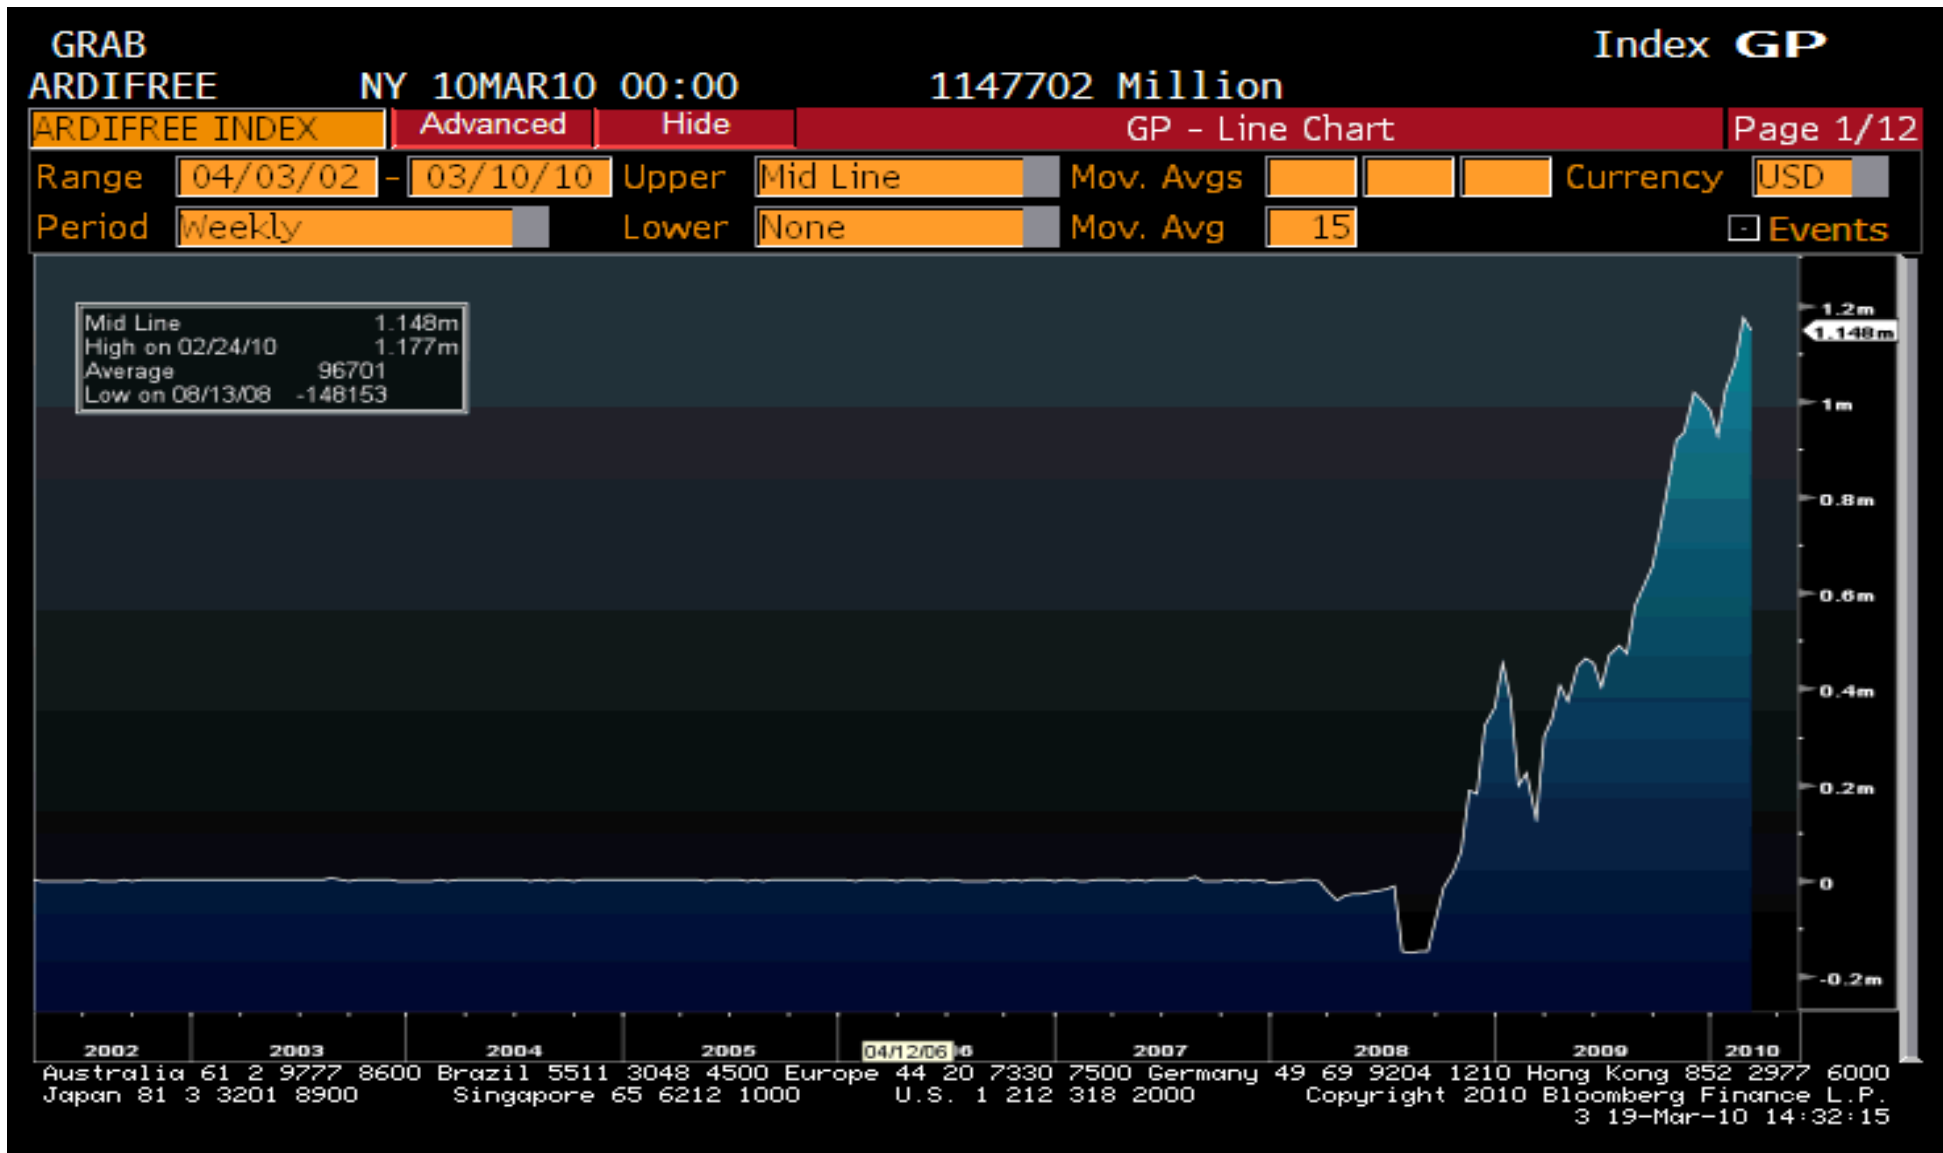 GRAB Index GP
ARDIFREE NY 10MAR10 00:00 1147702 Million
ARDIFREE INDEX Advanced Hide GP - Line Chart Page 1/12
Range 04/03/02 - 03/10/10 Upper Mid Line Mov. Avgs Currency USD
Period Weekly Lower None Mov. Avg 15 - Events
Mid Line 1.148m
High on 02/24/10 1.177m
Average 96701
Low on 08/13/08 -148153
1.2m
1.148m
1m
0.8m
0.6m
0.4m
0.2m
0
-0.2m
2002 2003 2004 2005 04/12/06 6 2007 2008 2009 2010
Australia 61 2 9777 8600 Brazil 5511 3048 4500 Europe 44 20 7330 7500 Germany 49 69 9204 1210 Hong Kong 852 2977 6000
Japan 81 3 3201 8900 Singapore 65 6212 1000 U.S. 1 212 318 2000 Copyright 2010 Bloomberg Finance L.P.
3 19-Mar-10 14:32:15